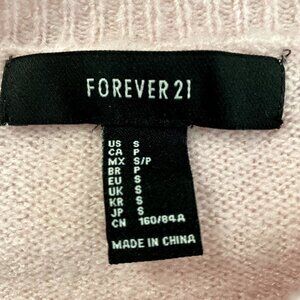 FOREVER 21
US S
CA P
MX S/P
BR P
EU S
UK S
KR S
JP S
CN 160/84A
MADE IN CHINA